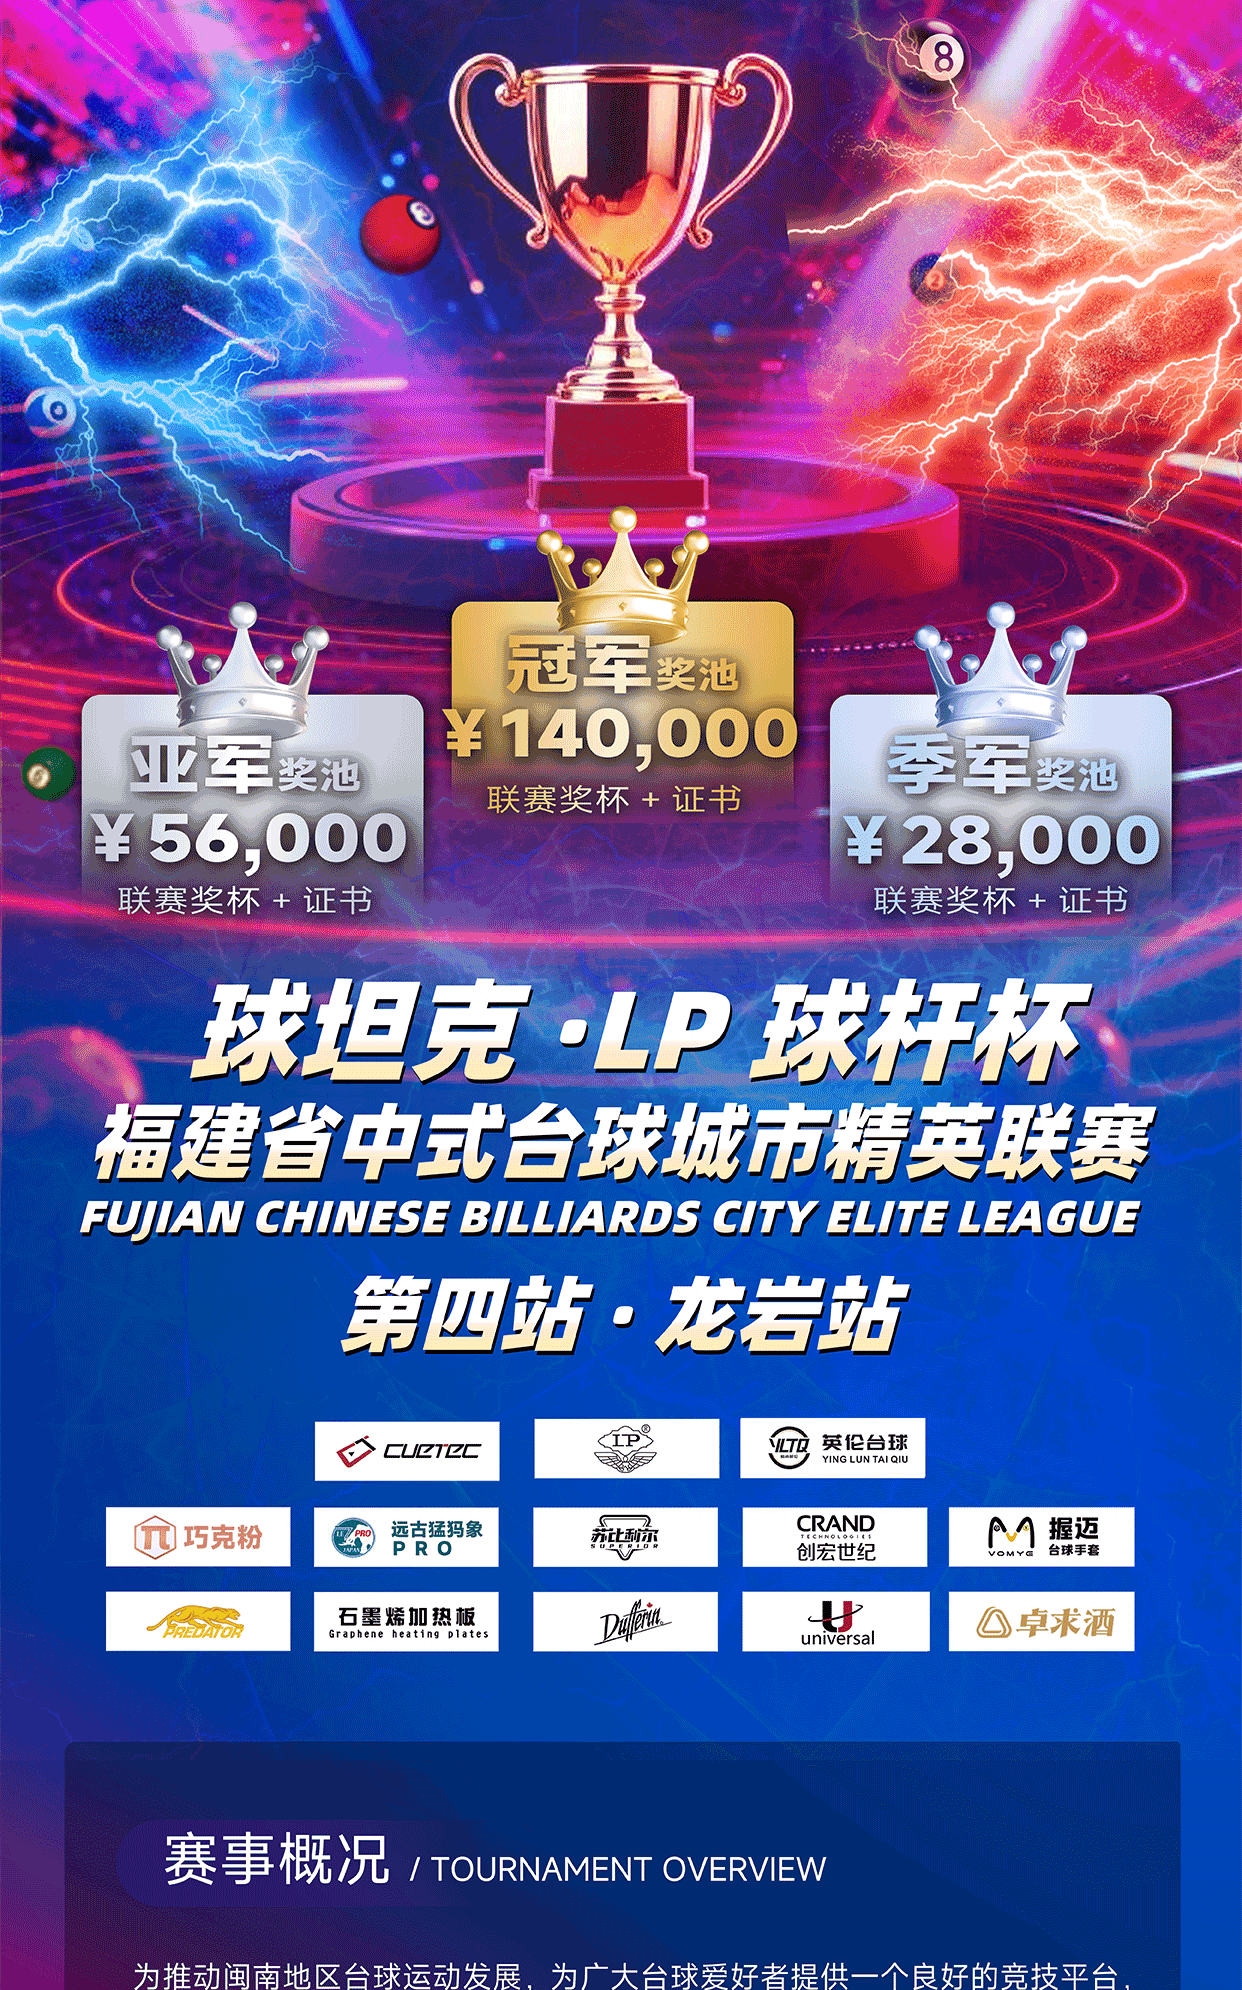 8
冠军奖池
¥140,000
联赛奖杯 + 证书
亚军奖池
¥56,000
联赛奖杯 + 证书
季军奖池
¥28,000
联赛奖杯 + 证书
球坦克·LP 球杆杯
福建省中式台球城市精英联赛
FUJIAN CHINESE BILLIARDS CITY ELITE LEAGUE
第四站·龙岩站
CUETEC
LP®
YLTQ 英伦台球
YING LUN TAI QIU
巧克粉
PRO
JAPAN
远古猛犸象
PRO
苏比利尔
SUPERIOR
CRAND
TECHNOLOGIES
创宏世纪
VOMYE
握迈
台球手套
PREDATOR
石墨烯加热板
Graphene heating plates
Dufferin
universal
卓求酒
赛事概况 / TOURNAMENT OVERVIEW
为推动闽南地区台球运动发展，为广大台球爱好者提供一个良好的竞技平台，